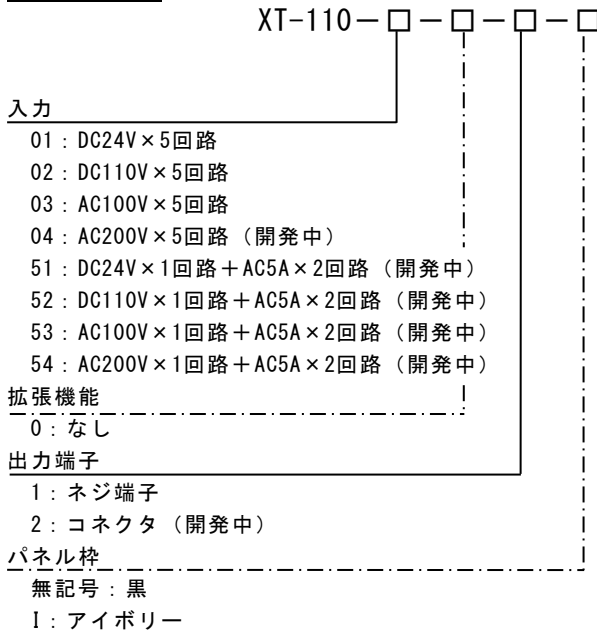 XT-110－□－□－□－□
入力
01：DC24V×5回路
02：DC110V×5回路
03：AC100V×5回路
04：AC200V×5回路（開発中）
51：DC24V×1回路＋AC5A×2回路（開発中）
52：DC110V×1回路＋AC5A×2回路（開発中）
53：AC100V×1回路＋AC5A×2回路（開発中）
54：AC200V×1回路＋AC5A×2回路（開発中）
拡張機能
0：なし
出力端子
1：ネジ端子
2：コネクタ（開発中）
パネル枠
無記号：黒
I：アイボリー